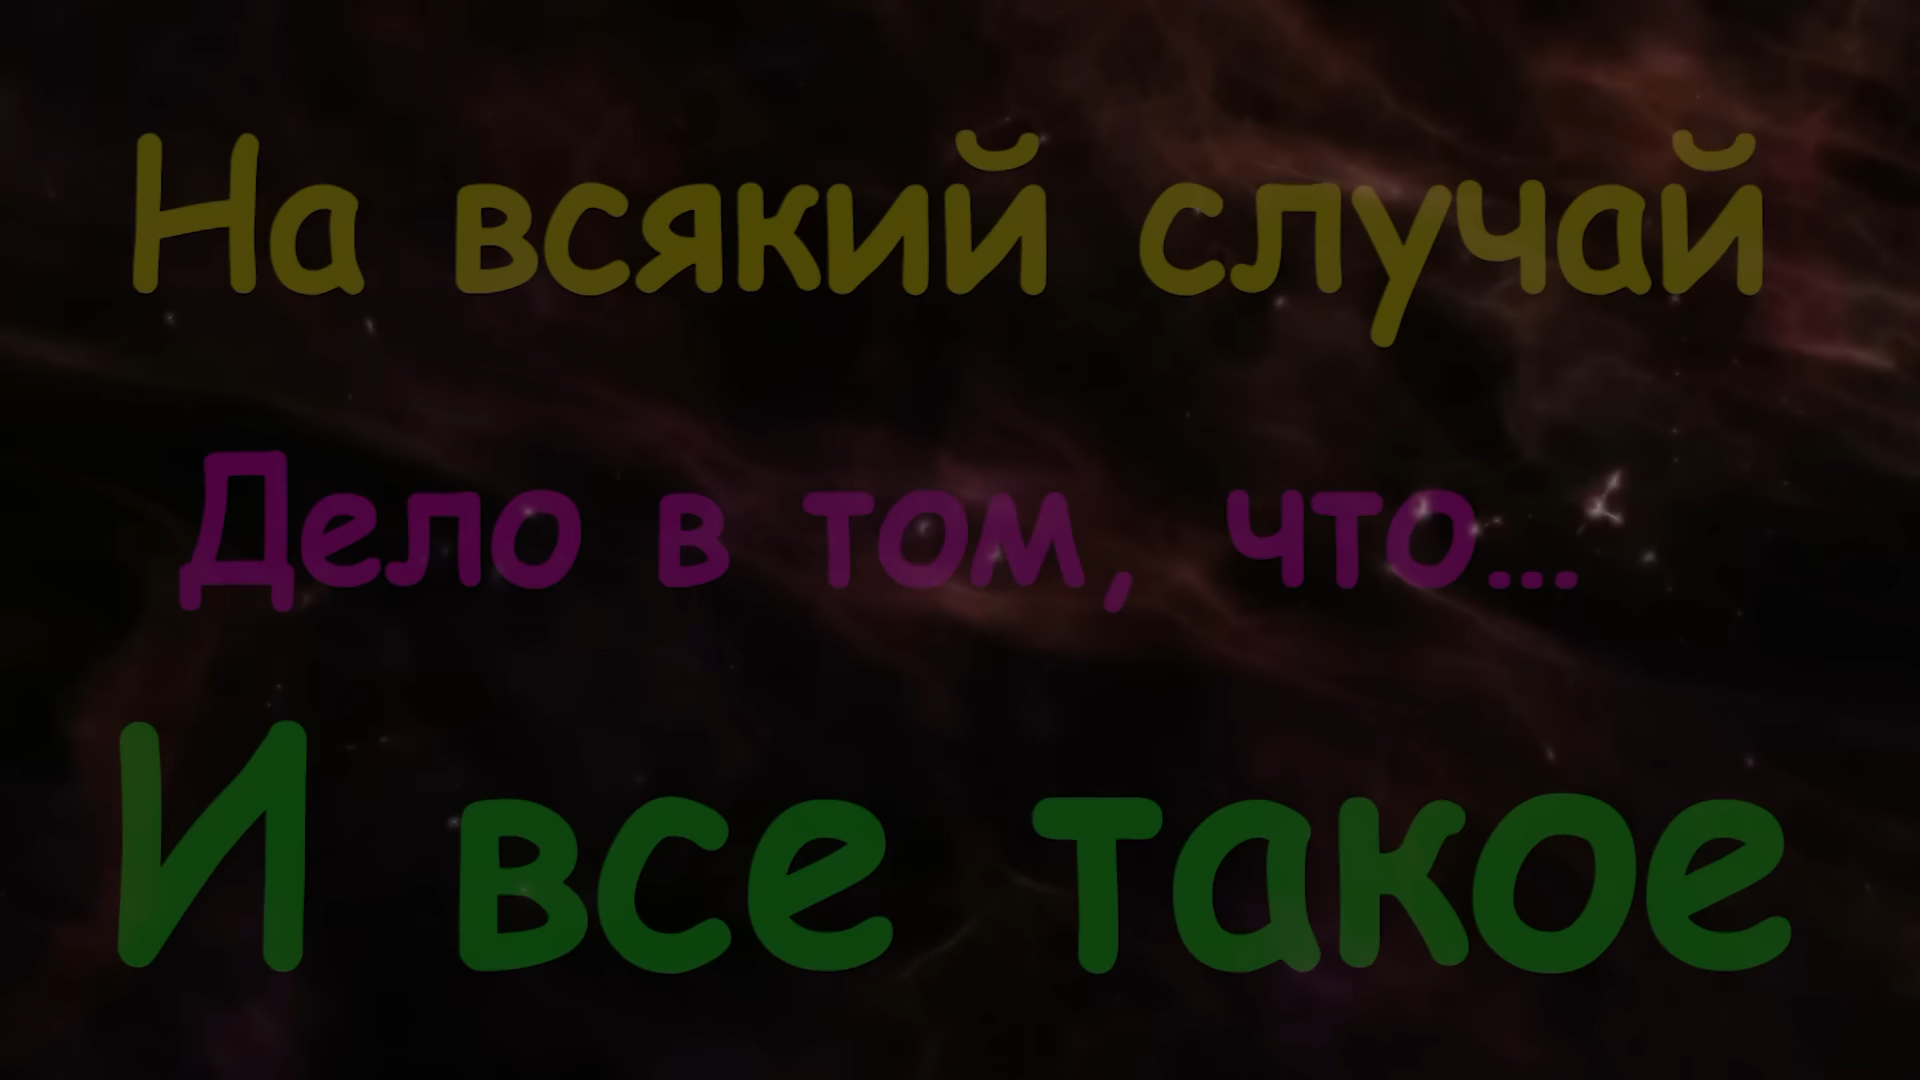 На всякий случай
Дело в том, что...
И все такое